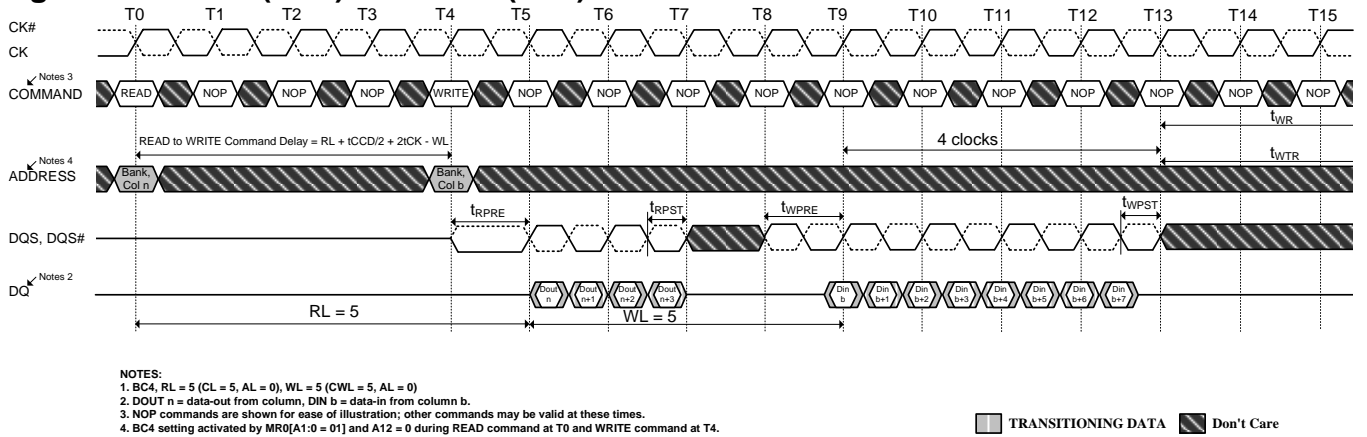 T0 T1 T2 T3 T4 T5 T6 T7 T8 T9 T10 T11 T12 T13 T14 T15
CK#
CK
Notes 3
COMMAND READ NOP NOP NOP WRITE NOP NOP NOP NOP NOP NOP NOP NOP NOP NOP NOP
tWR
READ to WRITE Command Delay = RL + tCCD/2 + 2tCK - WL
4 clocks
tWTR
Notes 4
ADDRESS
Bank, Col n
Bank, Col b
tRPRE tRPST tWPRE tWPST
DQS, DQS#
Notes 2
DQ
Dout n
Dout n+1
Dout n+2
Dout n+3
Din b
Din b+1
Din b+2
Din b+3
Din b+4
Din b+5
Din b+6
Din b+7
RL = 5 WL = 5
NOTES:
1. BC4, RL = 5 (CL = 5, AL = 0), WL = 5 (CWL = 5, AL = 0)
2. DOUT n = data-out from column, DIN b = data-in from column b.
3. NOP commands are shown for ease of illustration; other commands may be valid at these times.
4. BC4 setting activated by MR0[A1:0 = 01] and A12 = 0 during READ command at T0 and WRITE command at T4.
TRANSITIONING DATA Don't Care